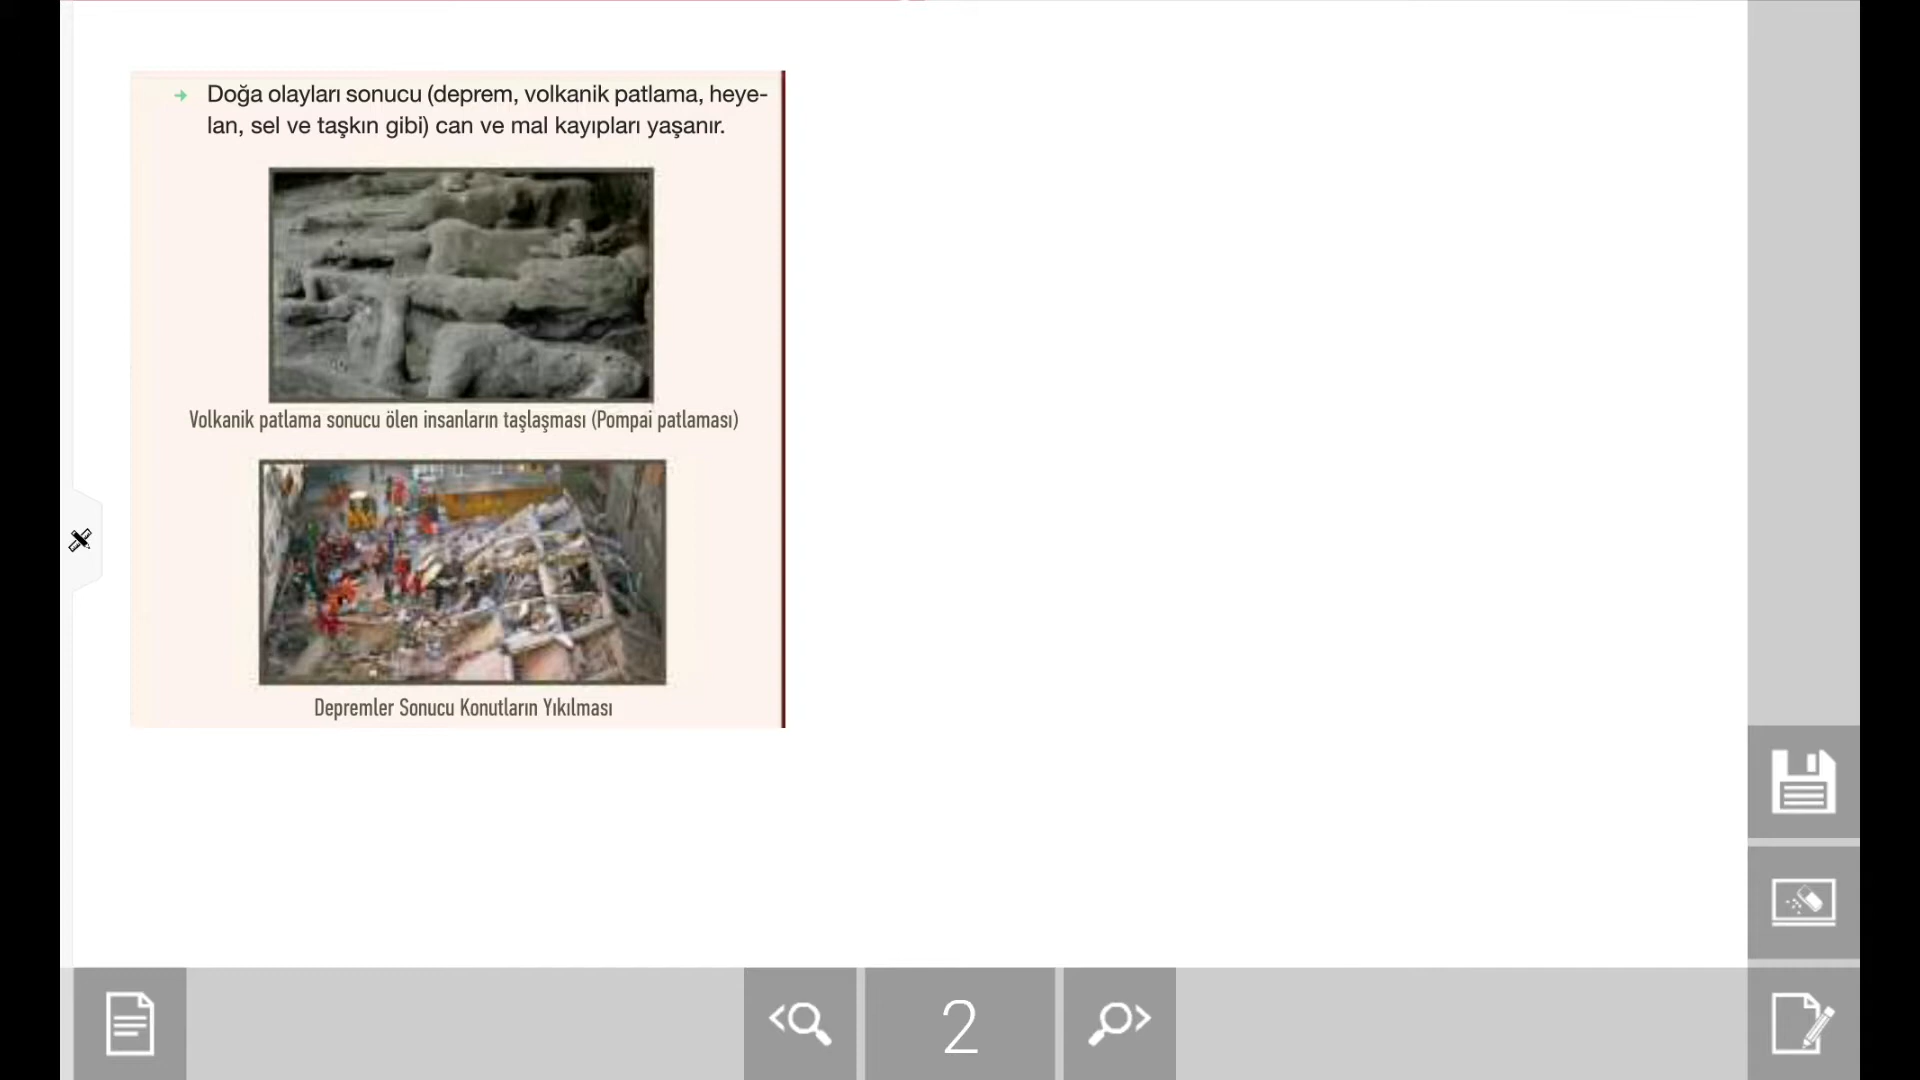 Doğa olayları sonucu (deprem, volkanik patlama, heye-
lan, sel ve taşkın gibi) can ve mal kayıpları yaşanır.
Volkanik patlama sonucu ölen insanların taşlaşması (Pompai patlaması)
Depremler Sonucu Konutların Yıkılması
2